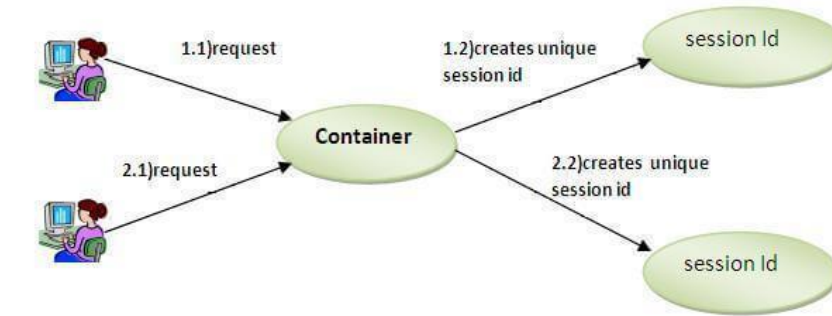 1.1)request
1.2)creates unique
session id
session Id
Container
2.1)request
2.2)creates unique
session id
session Id